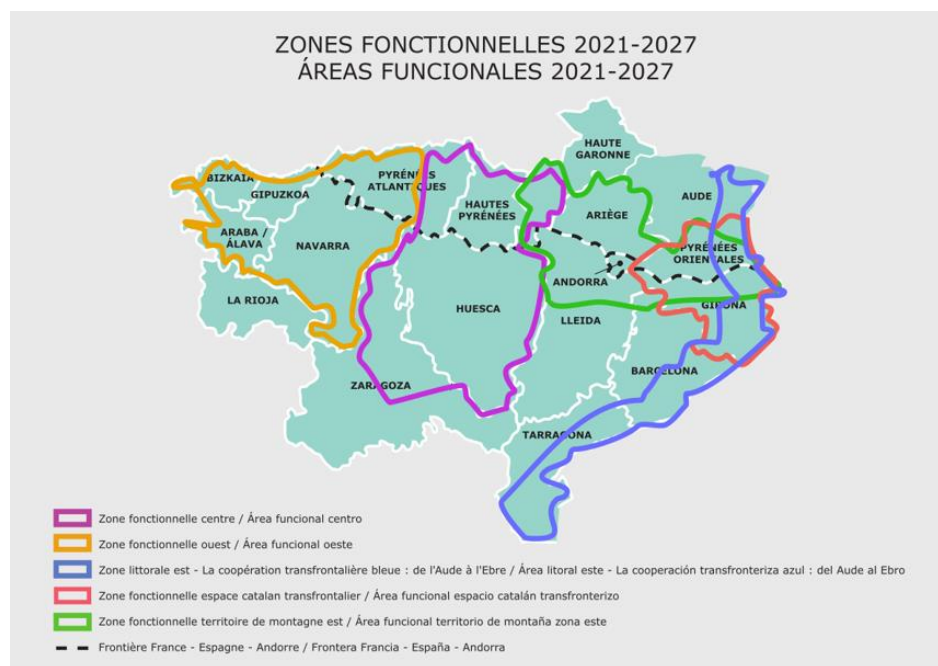 ZONES FONCTIONNELLES 2021-2027
ÁREAS FUNCIONALES 2021-2027
HAUTE
GARONNE
BIZKAIA
GIPUZKOA
PYRÉNÉES
ATLANTIQUES
HAUTES
PYRÉNÉES
ARIÈGE
AUDE
ARABA /
ÁLAVA
NAVARRA
PYRÉNÉES
ORIENTALES
ANDORRA
LA RIOJA
HUESCA
LLEIDA
GIRONA
ZARAGOZA
BARCELONA
TARRAGONA
Zone fonctionnelle centre / Área funcional centro
Zone fonctionnelle ouest / Área funcional oeste
Zone littorale est - La coopération transfrontalière bleue : de l'Aude à l'Ebre / Área litoral este - La cooperación transfronteriza azul : del Aude al Ebro
Zone fonctionnelle espace catalan transfrontalier / Área funcional espacio catalán transfronterizo
Zone fonctionnelle territoire de montagne est / Área funcional territorio de montaña zona este
Frontière France - Espagne - Andorre / Frontera Francia - España - Andorra